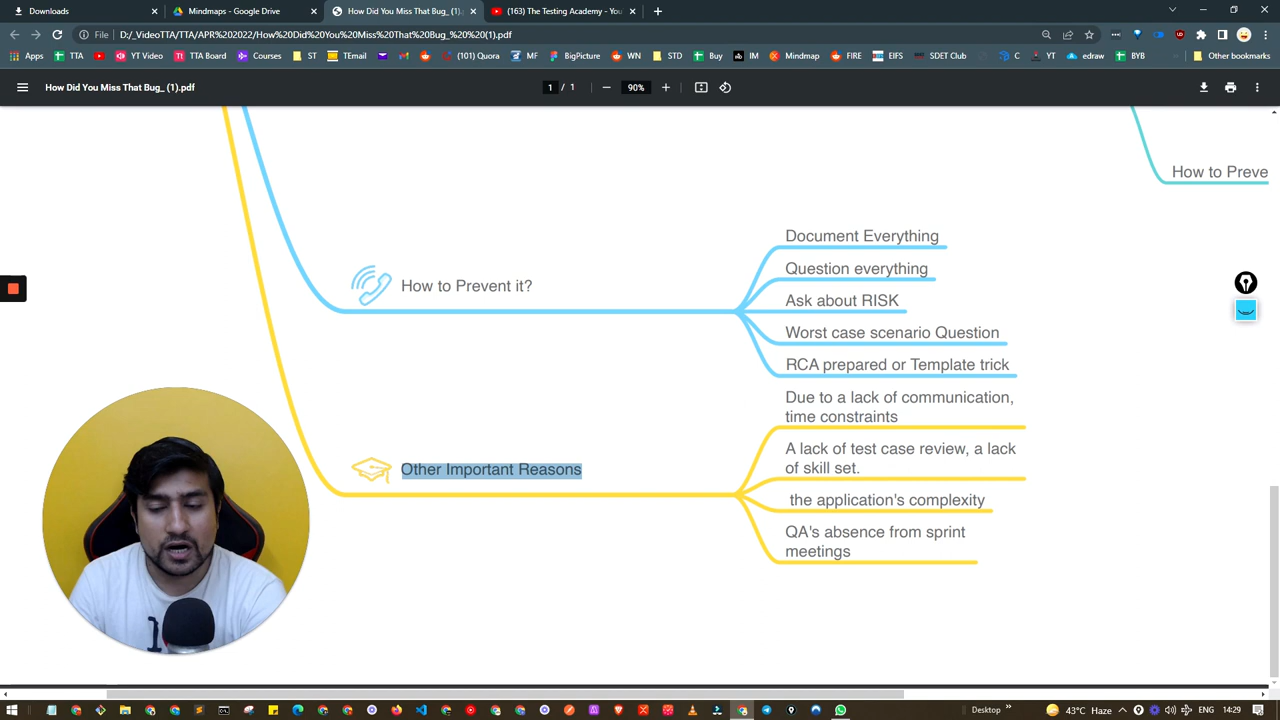 Downloads
Mindmaps - Google Drive
How Did You Miss That Bug_ (1).p
(163) The Testing Academy - You
File
D:/_VideoTTA/TTA/APR%202022/How%20Did%20You%20Miss%20That%20Bug_%20%20(1).pdf
Apps
TTA
YT Video
TTA Board
Courses
ST
TEmail
(101) Quora
MF
BigPicture
WN
STD
Buy
IM
Mindmap
FIRE
EIFS
SDET Club
C
YT
edraw
BYB
Other bookmarks
How Did You Miss That Bug_ (1).pdf
1 / 1
90%
How to Preve
Document Everything
Question everything
How to Prevent it?
Ask about RISK
Worst case scenario Question
RCA prepared or Template trick
Due to a lack of communication,
time constraints
A lack of test case review, a lack
of skill set.
Other Important Reasons
the application's complexity
QA's absence from sprint
meetings
Desktop
43°C Haze
ENG
14:29